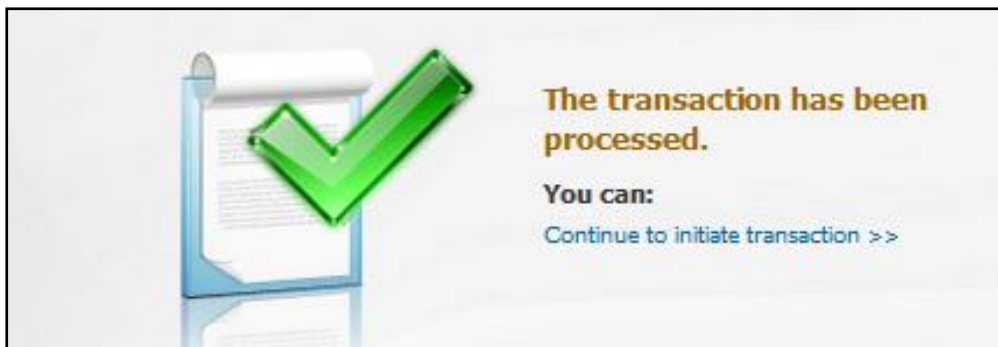 The transaction has been
processed.
You can:
Continue to initiate transaction >>